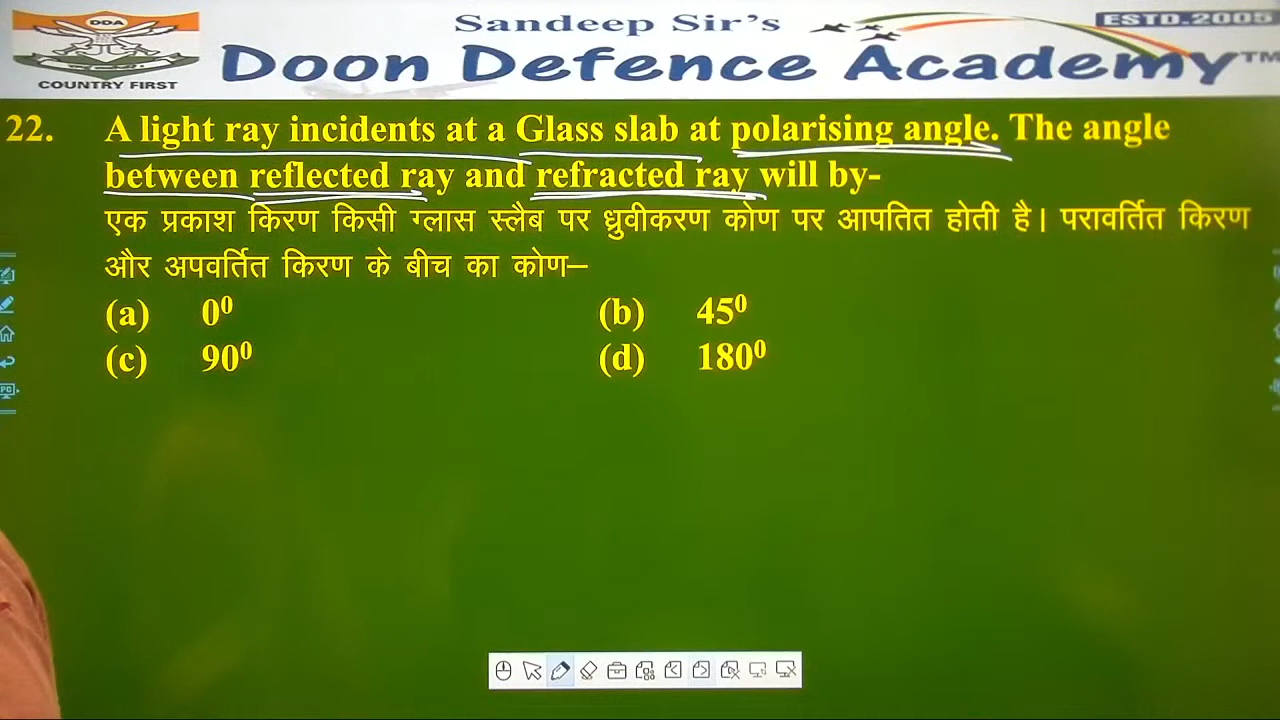 Sandeep Sir's
ESTD.2005
DDA
Doon Defence Academy™
COUNTRY FIRST
22. A light ray incidents at a Glass slab at polarising angle. The angle
between reflected ray and refracted ray will by-
एक प्रकाश किरण किसी ग्लास स्लैब पर ध्रुवीकरण कोण पर आपतित होती है। परावर्तित किरण
और अपवर्तित किरण के बीच का कोण–
(a) 0⁰ (b) 45⁰
(c) 90⁰ (d) 180⁰